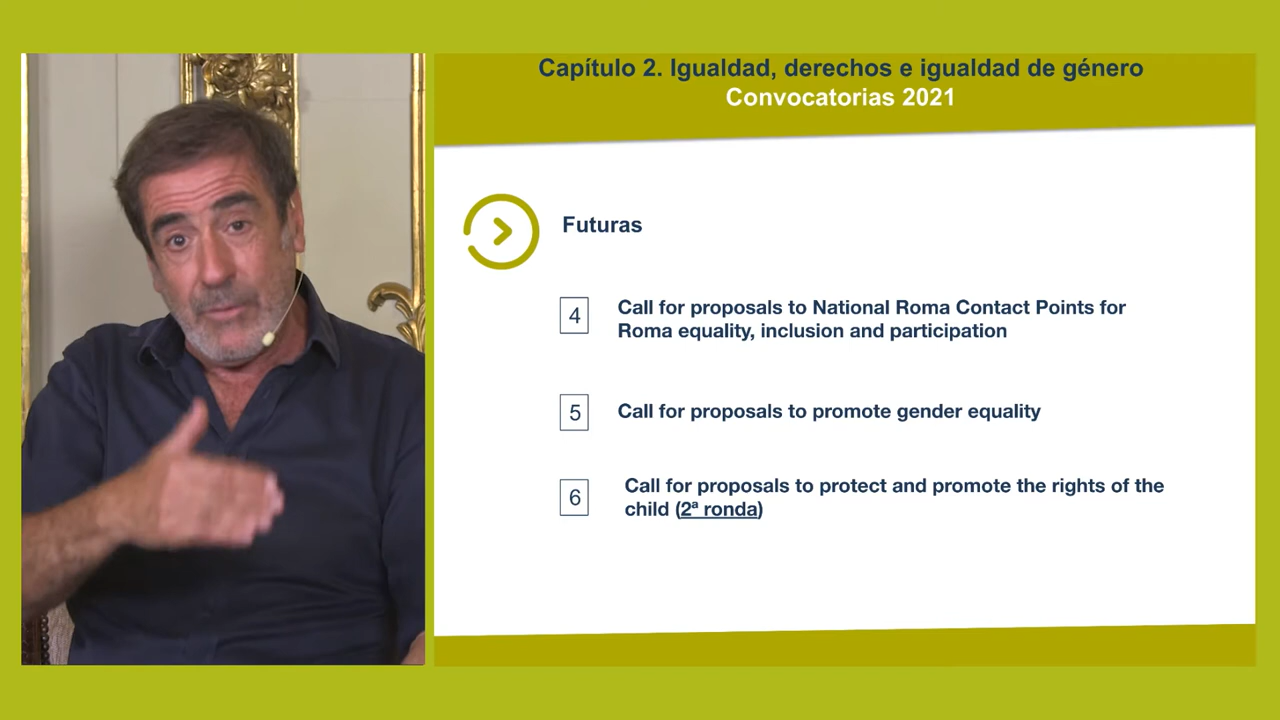 Capítulo 2. Igualdad, derechos e igualdad de género
Convocatorias 2021
Futuras
4
Call for proposals to National Roma Contact Points for
Roma equality, inclusion and participation
5
Call for proposals to promote gender equality
6
Call for proposals to protect and promote the rights of the
child (2ª ronda)